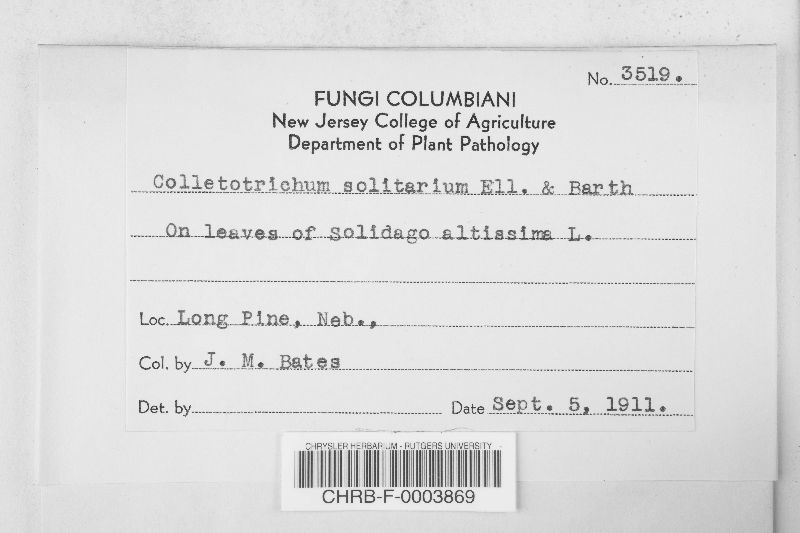 No. 3519.
FUNGI COLUMBIANI
New Jersey College of Agriculture
Department of Plant Pathology
Colletotrichum solitarium Ell. & Barth
On leaves of Solidago altissima L.
Loc. Long Pine, Neb.,
Col. by J. M. Bates
Det. by Date Sept. 5, 1911.
CHRYSLER HERBARIUM - RUTGERS UNIVERSITY
CHRB-F-0003869